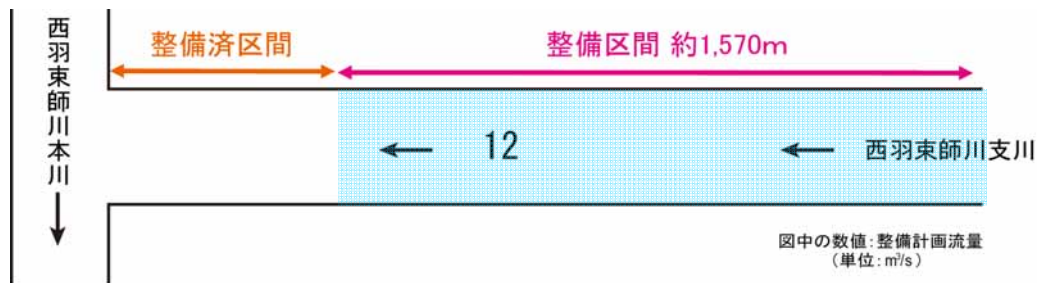 西羽束師川本川
整備済区間
整備区間 約1,570m
12
西羽束師川支川
図中の数値:整備計画流量
（単位:m³/s）